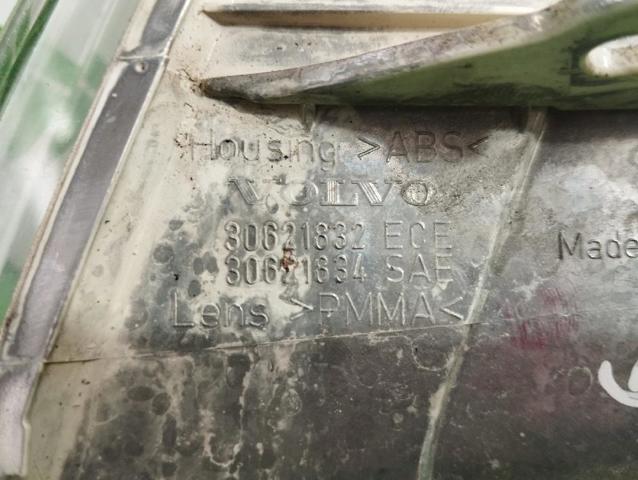 Housing >ABS<
VOLVO
30621832 ECE
30621834 SAE
Made
Lens >PMMA<